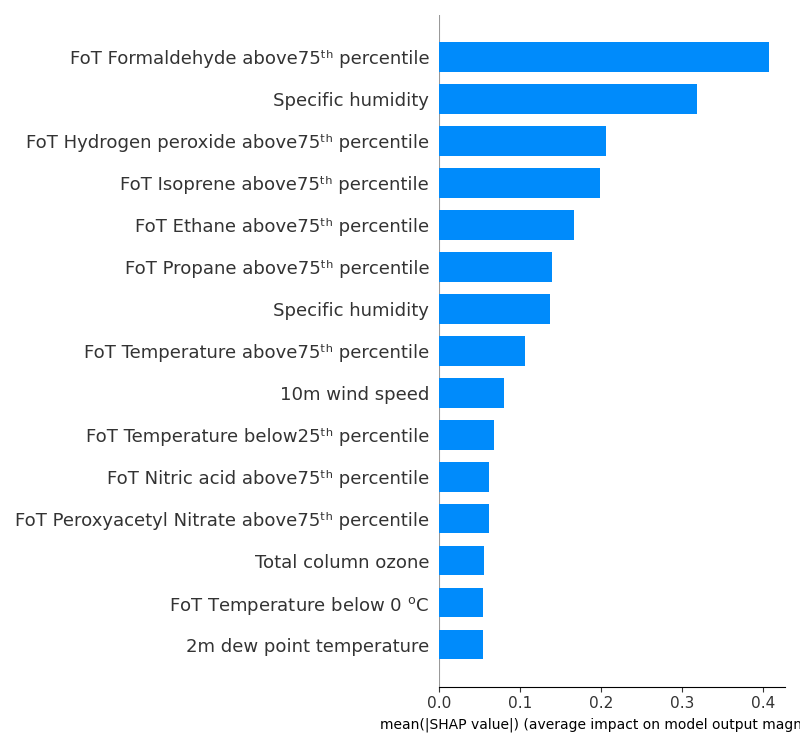 FoT Formaldehyde above75ᵗʰ percentile
Specific humidity
FoT Hydrogen peroxide above75ᵗʰ percentile
FoT Isoprene above75ᵗʰ percentile
FoT Ethane above75ᵗʰ percentile
FoT Propane above75ᵗʰ percentile
Specific humidity
FoT Temperature above75ᵗʰ percentile
10m wind speed
FoT Temperature below25ᵗʰ percentile
FoT Nitric acid above75ᵗʰ percentile
FoT Peroxyacetyl Nitrate above75ᵗʰ percentile
Total column ozone
FoT Temperature below 0 ᵒC
2m dew point temperature
0.0 0.1 0.2 0.3 0.4
mean(|SHAP value|) (average impact on model output magn